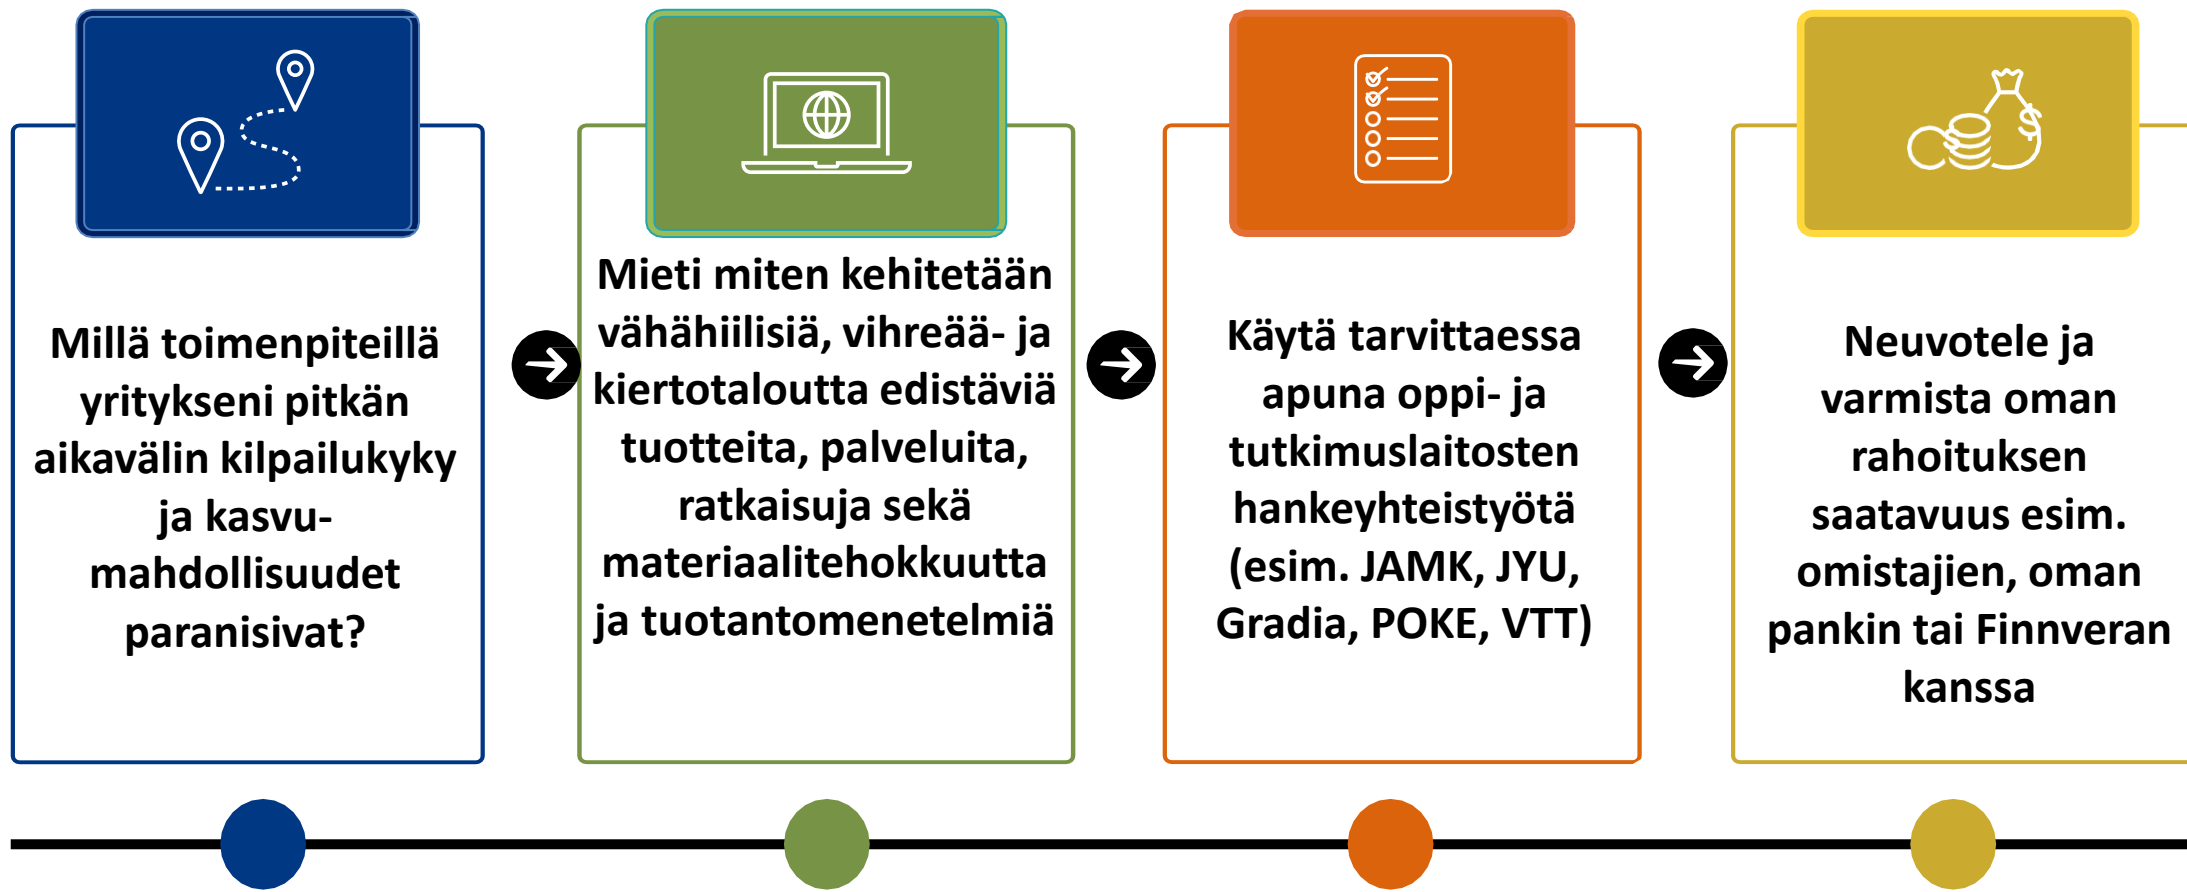 Millä toimenpiteillä
yritykseni pitkän
aikavälin kilpailukyky
ja kasvu-
mahdollisuudet
paranisivat?
Mieti miten kehitetään
vähähiilisiä, vihreää- ja
kiertotaloutta edistäviä
tuotteita, palveluita,
ratkaisuja sekä
materiaalitehokkuutta
ja tuotantomenetelmiä
Käytä tarvittaessa
apuna oppi- ja
tutkimuslaitosten
hankeyhteistyötä
(esim. JAMK, JYU,
Gradia, POKE, VTT)
Neuvotele ja
varmista oman
rahoituksen
saatavuus esim.
omistajien, oman
pankin tai Finnveran
kanssa